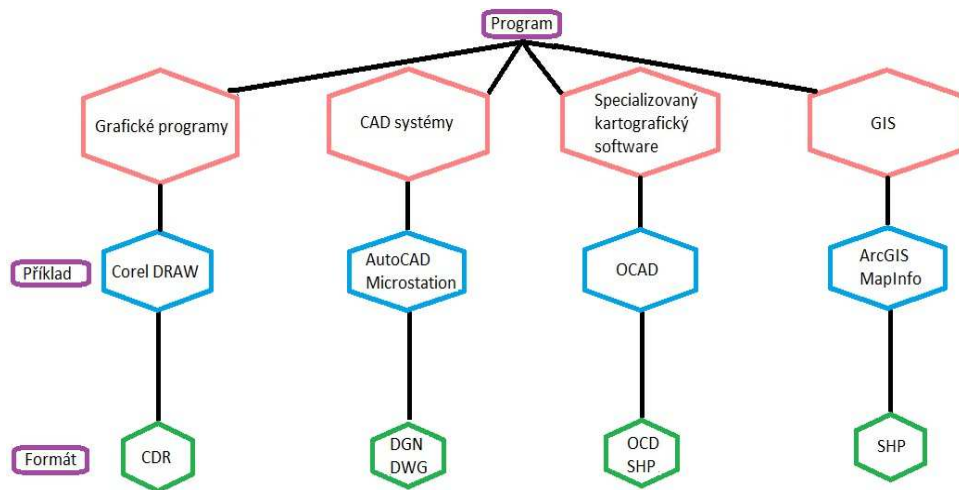 Program
Grafické programy
CAD systémy
Specializovaný
kartografický
software
GIS
Příklad
Corel DRAW
AutoCAD
Microstation
OCAD
ArcGIS
MapInfo
Formát
CDR
DGN
DWG
OCD
SHP
SHP